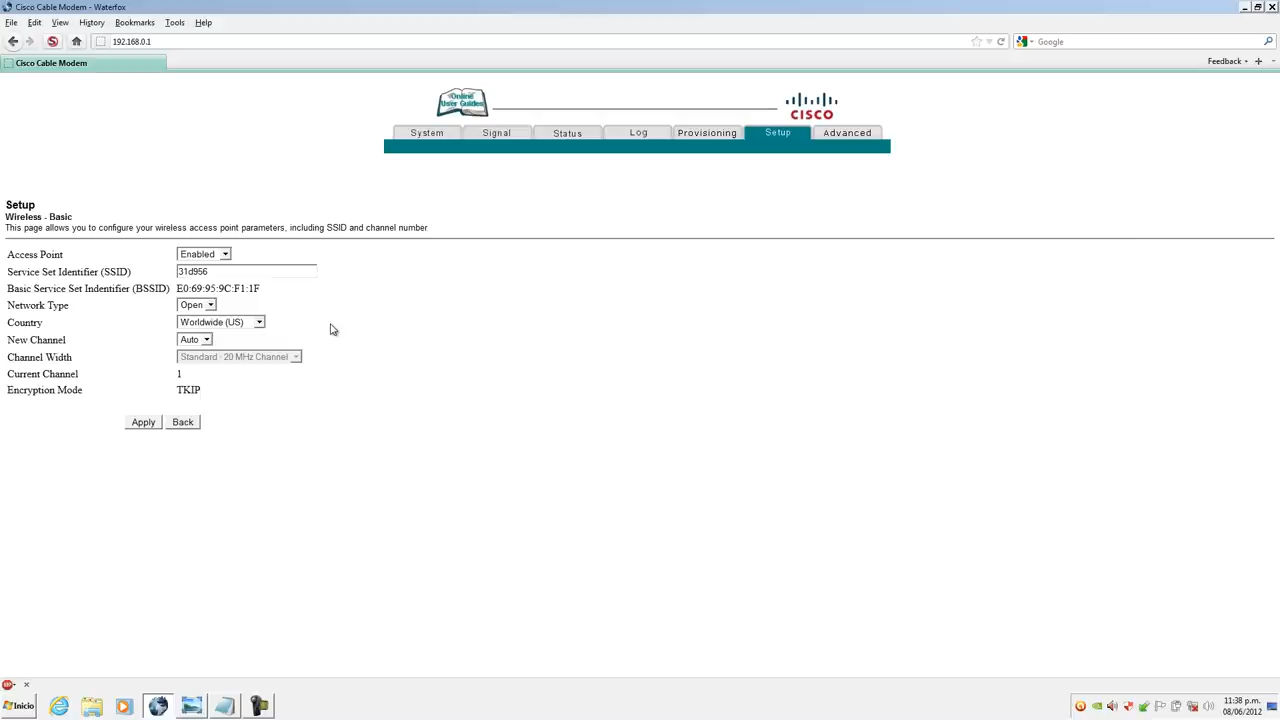 Cisco Cable Modem - Waterfox
File Edit View History Bookmarks Tools Help
192.168.0.1
Google
Cisco Cable Modem
Feedback
Online User Guides
CISCO
System Signal Status Log Provisioning Setup Advanced
Setup
Wireless - Basic
This page allows you to configure your wireless access point parameters, including SSID and channel number.
Access Point Enabled
Service Set Identifier (SSID) 31d956
Basic Service Set Indentifier (BSSID) E0:69:95:9C:F1:1F
Network Type Open
Country Worldwide (US)
New Channel Auto
Channel Width Standard - 20 MHz Channel
Current Channel 1
Encryption Mode TKIP
Apply Back
Inicio
11:38 p.m.
08/06/2012